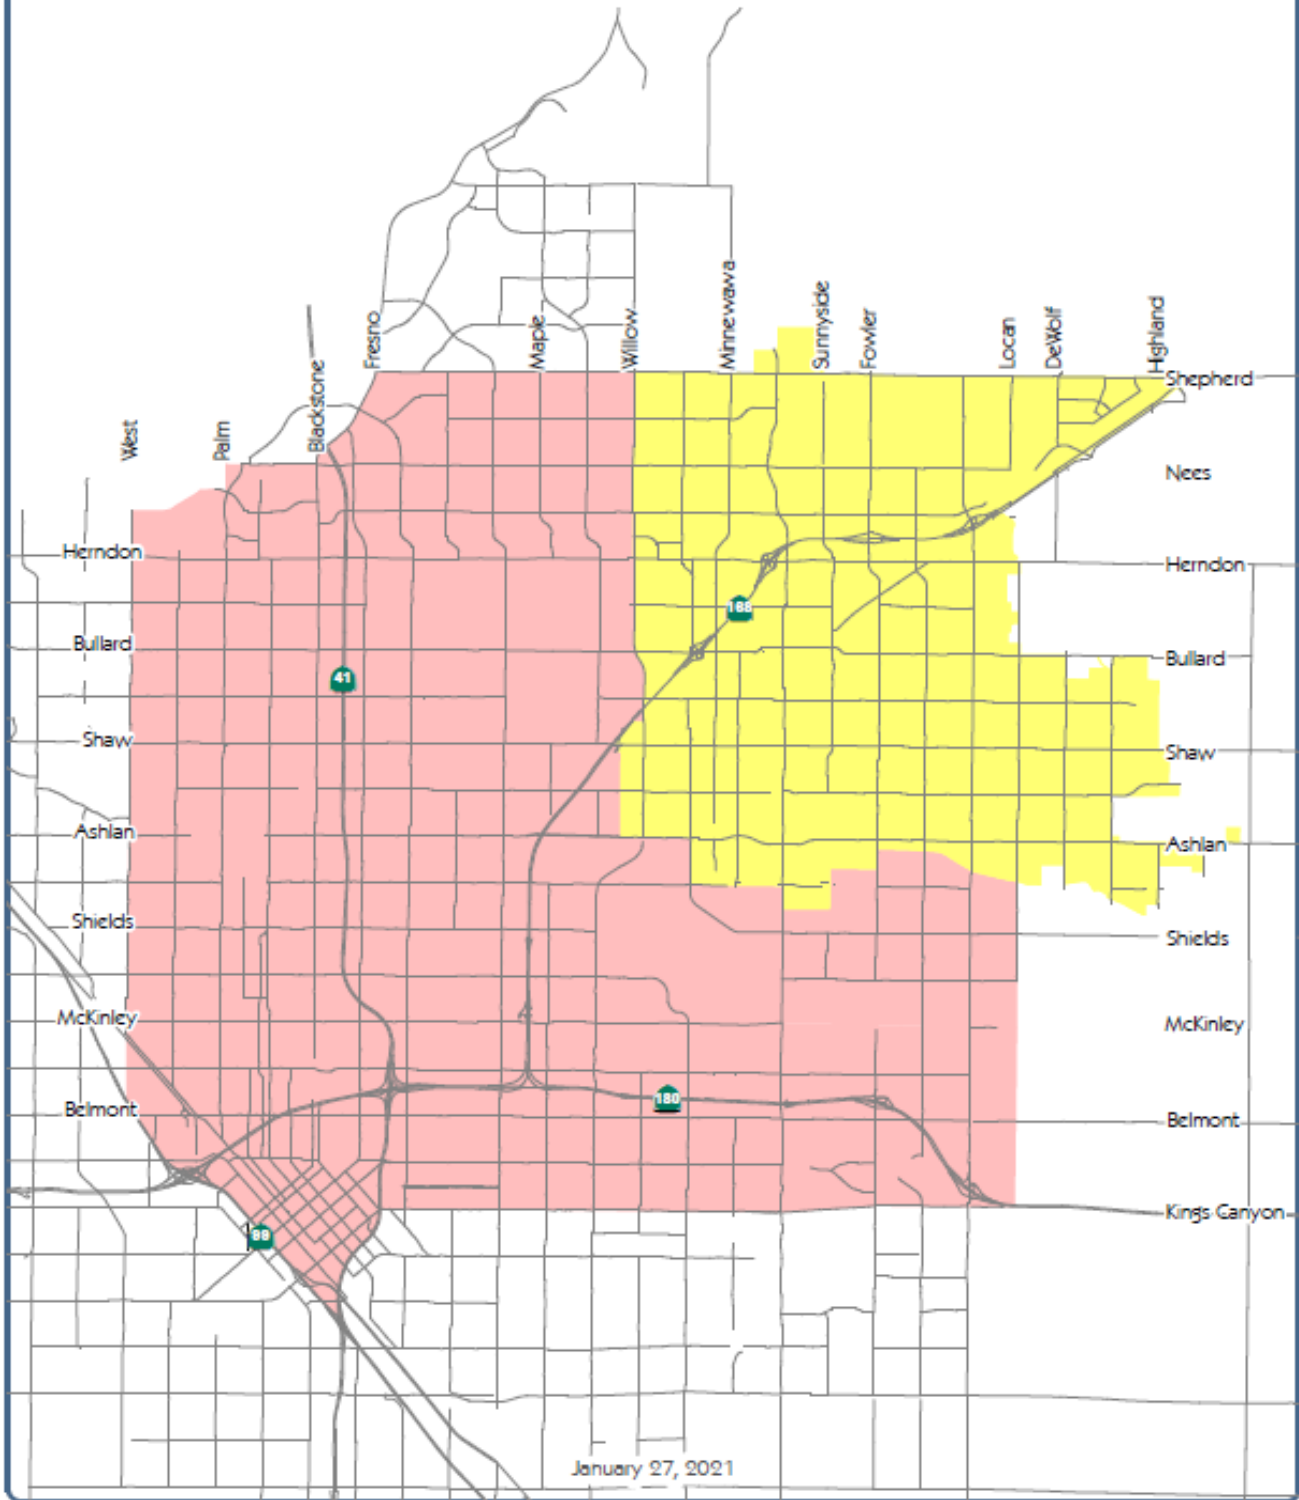 Minnewawa
Sunnyside
Highland
Fresno
Maple
Willow
Fowler
Locan
DeWolf
Blackstone
Shepherd
West
Palm
Nees
Herndon
Herndon
168
Bullard
Bullard
41
Shaw
Shaw
Ashlan
Ashlan
Shields
Shields
McKinley
McKinley
180
Belmont
Belmont
Kings Canyon
99
January 27, 2021